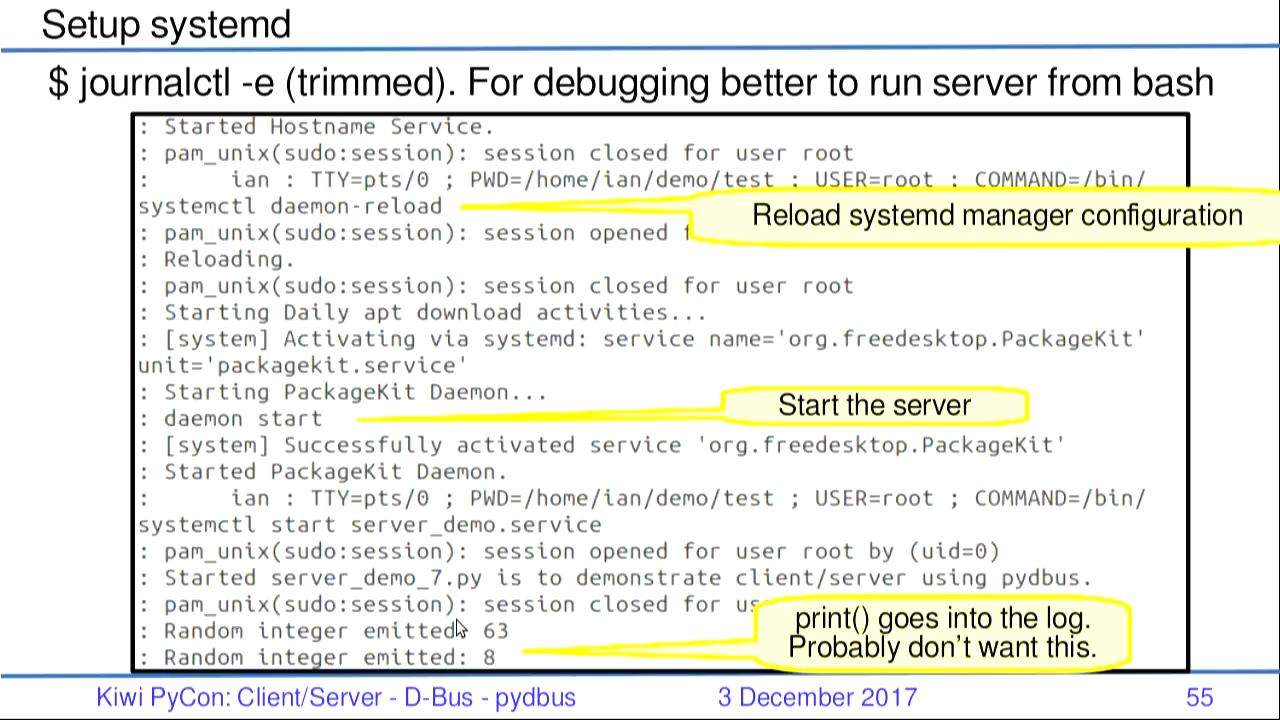 Setup systemd
$ journalctl -e (trimmed). For debugging better to run server from bash
: Started Hostname Service.
: pam_unix(sudo:session): session closed for user root
:      ian : TTY=pts/0 ; PWD=/home/ian/demo/test ; USER=root ; COMMAND=/bin/
systemctl daemon-reload
Reload systemd manager configuration
: pam_unix(sudo:session): session opened
: Reloading.
: pam_unix(sudo:session): session closed for user root
: Starting Daily apt download activities...
: [system] Activating via systemd: service name='org.freedesktop.PackageKit'
unit='packagekit.service'
: Starting PackageKit Daemon...
: daemon start
Start the server
: [system] Successfully activated service 'org.freedesktop.PackageKit'
: Started PackageKit Daemon.
:      ian : TTY=pts/0 ; PWD=/home/ian/demo/test ; USER=root ; COMMAND=/bin/
systemctl start server_demo.service
: pam_unix(sudo:session): session opened for user root by (uid=0)
: Started server_demo_7.py is to demonstrate client/server using pydbus.
: pam_unix(sudo:session): session closed for
: Random integer emitted: 63
: Random integer emitted: 8
print() goes into the log.
Probably don't want this.
Kiwi PyCon: Client/Server - D-Bus - pydbus
3 December 2017
55